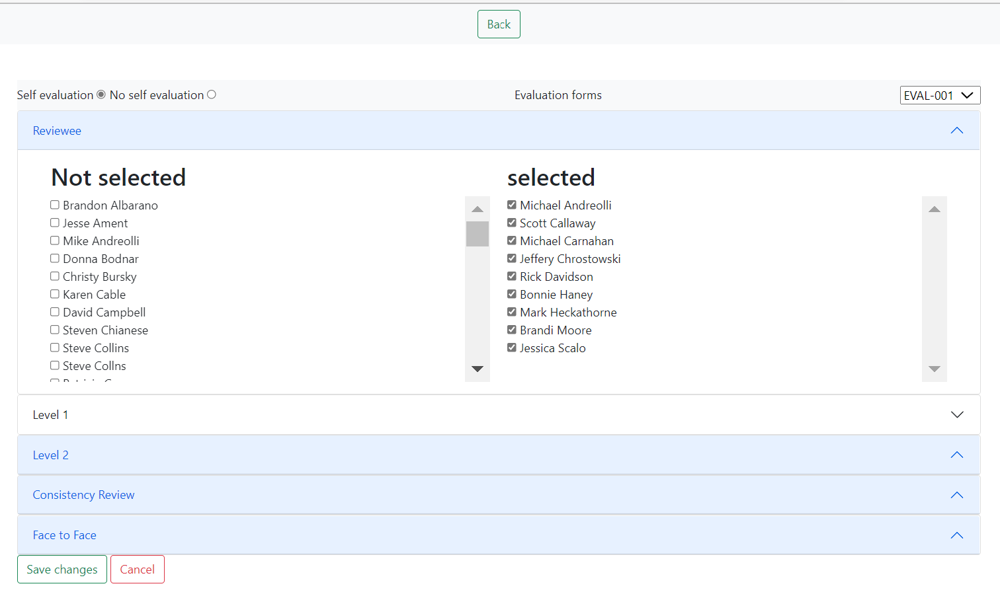 Back
Self evaluation No self evaluation Evaluation forms EVAL-001
Reviewee
Not selected
Brandon Albarano
Jesse Ament
Mike Andreolli
Donna Bodnar
Christy Bursky
Karen Cable
David Campbell
Steven Chianese
Steve Collins
Steve Collns
selected
Michael Andreolli
Scott Callaway
Michael Carnahan
Jeffery Chrostowski
Rick Davidson
Bonnie Haney
Mark Heckathorne
Brandi Moore
Jessica Scalo
Level 1
Level 2
Consistency Review
Face to Face
Save changes Cancel